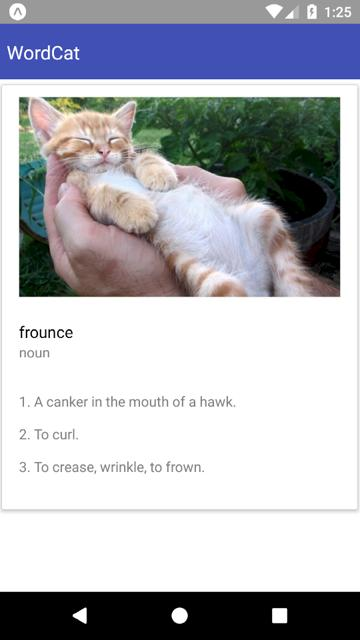 1:25
WordCat
frounce
noun
1. A canker in the mouth of a hawk.
2. To curl.
3. To crease, wrinkle, to frown.